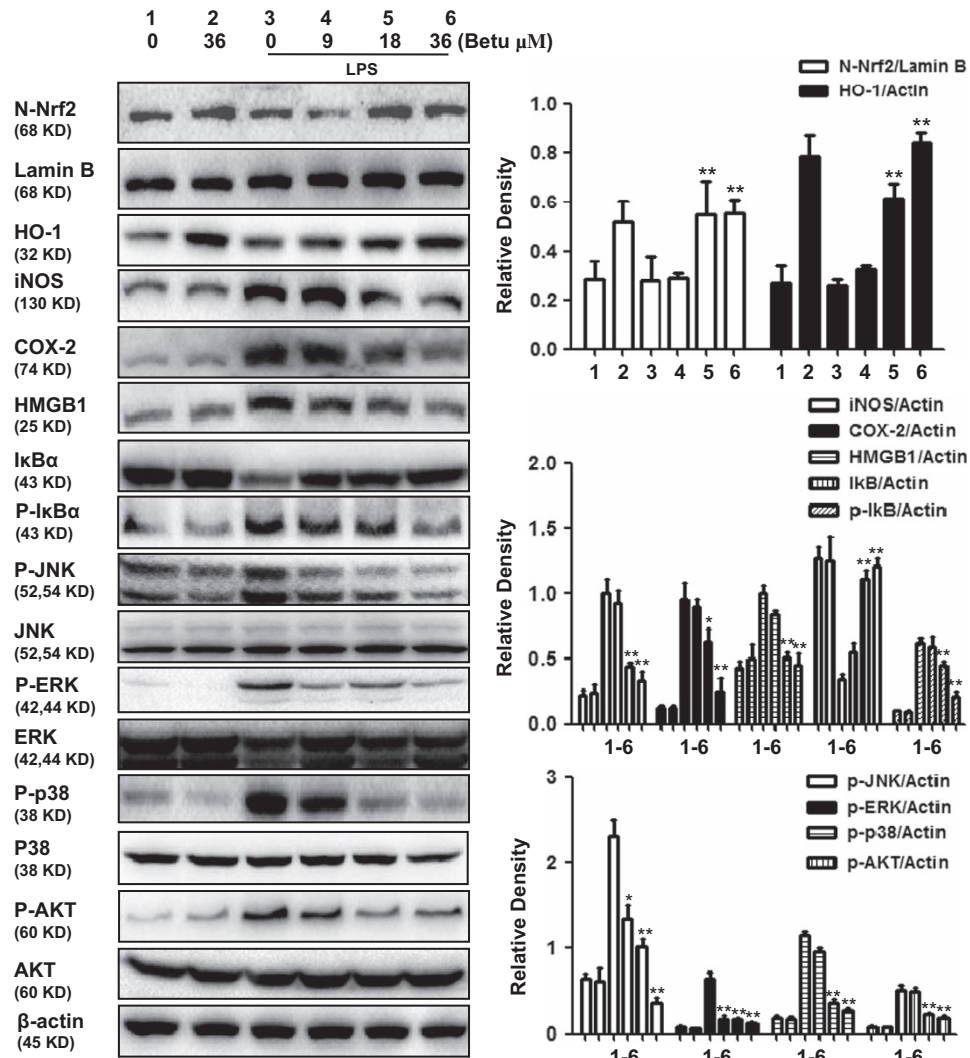 1 2 3 4 5 6
0 36 0 9 18 36 (Betu μM)
LPS
N-Nrf2
(68 KD)
Lamin B
(68 KD)
HO-1
(32 KD)
iNOS
(130 KD)
COX-2
(74 KD)
HMGB1
(25 KD)
IκBα
(43 KD)
P-IκBα
(43 KD)
P-JNK
(52,54 KD)
JNK
(52,54 KD)
P-ERK
(42,44 KD)
ERK
(42,44 KD)
P-p38
(38 KD)
P38
(38 KD)
P-AKT
(60 KD)
AKT
(60 KD)
β-actin
(45 KD)
N-Nrf2/Lamin B
HO-1/Actin
Relative Density
1.0
0.8
0.6
0.4
0.2
0.0
** ** ** **
1 2 3 4 5 6 1 2 3 4 5 6
iNOS/Actin
COX-2/Actin
HMGB1/Actin
IkB/Actin
p-IkB/Actin
Relative Density
2.0
1.5
1.0
0.5
0.0
** ** * ** ** ** ** ** ** **
1-6 1-6 1-6 1-6 1-6
p-JNK/Actin
p-ERK/Actin
p-p38/Actin
p-AKT/Actin
Relative Density
3
2
1
0
* ** ** ** ** ** ** ** ** **
1-6 1-6 1-6 1-6